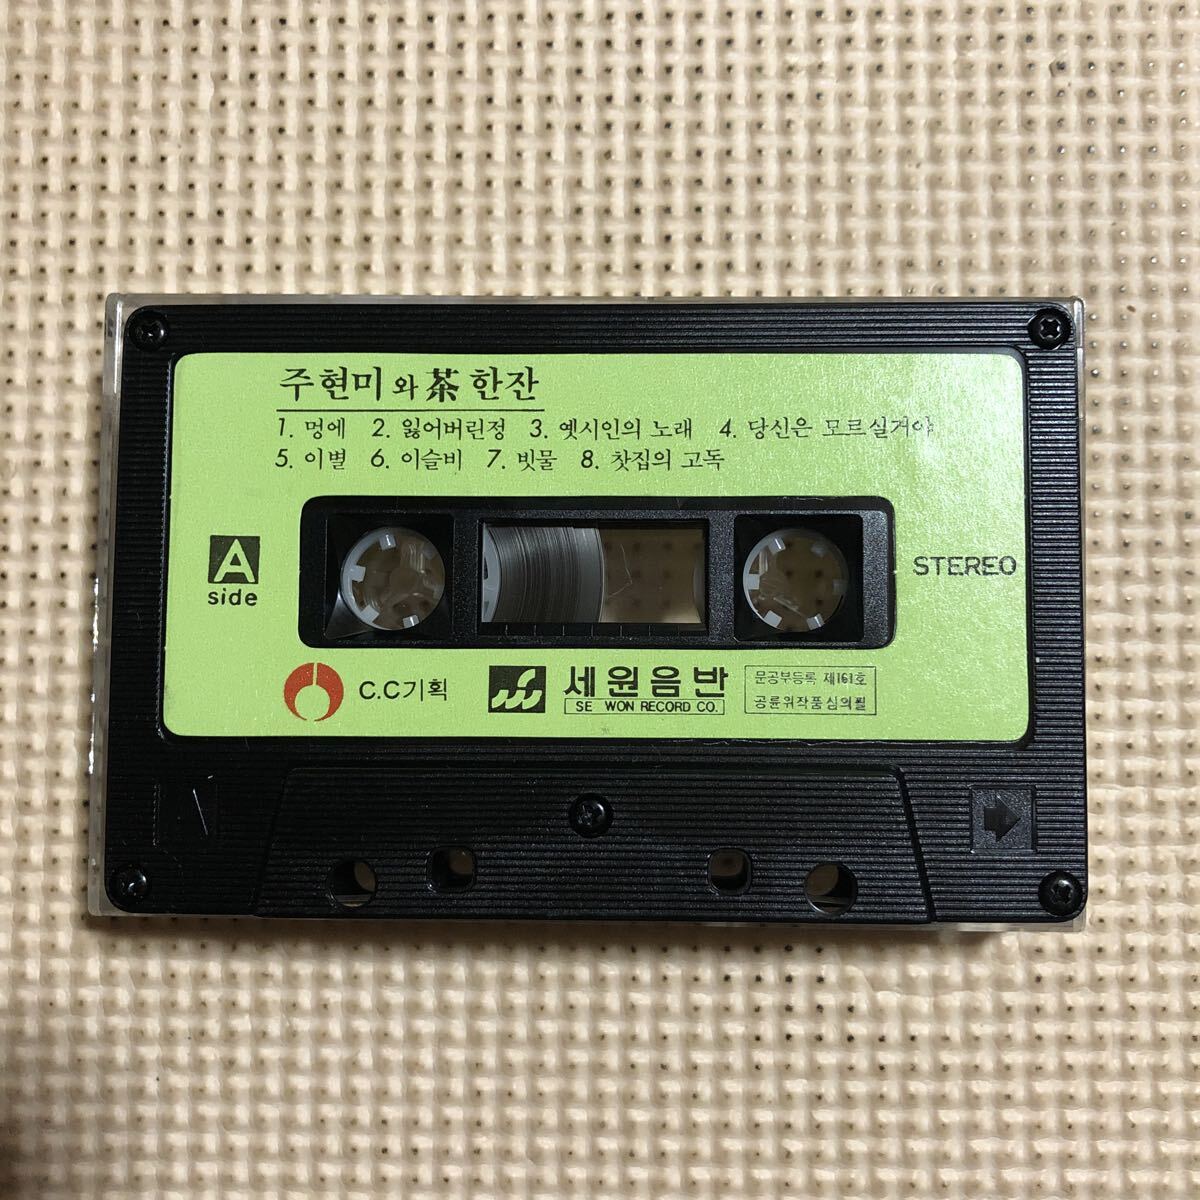 주현미와 茶 한잔
1. 멍에 2. 잃어버린정 3. 옛시인의 노래 4. 당신은 모르실거야
5. 이별 6. 이슬비 7. 빗물 8. 찻집의 고독
A
side
STEREO
C.C기획
세원음반
SE WON RECORD CO.
문공부등록 제161호
공륜위작품심의필